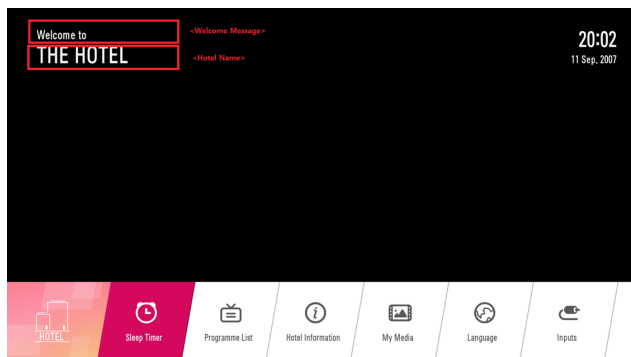 Welcome to
<Welcome Message>
THE HOTEL
<Hotel Name>
20:02
11 Sep. 2007
HOTEL
Sleep Timer
Programme List
Hotel Information
My Media
Language
Inputs